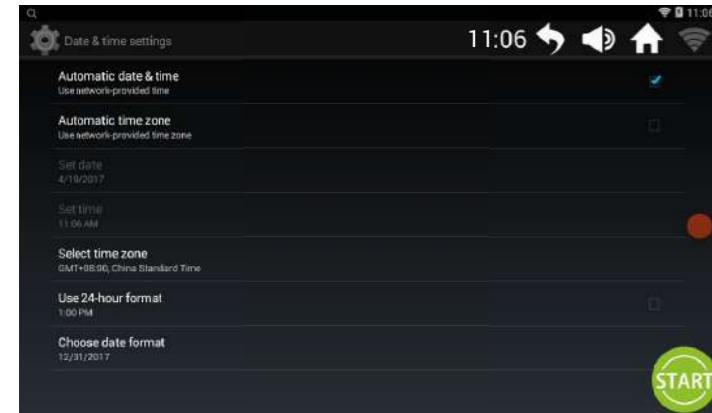 11:06
Date & time settings
11:06
Automatic date & time
Use network-provided time
Automatic time zone
Use network-provided time zone
Set date
4/19/2017
Set time
11:06 AM
Select time zone
GMT+08:00, China Standard Time
Use 24-hour format
1:00 PM
Choose date format
12/31/2017
START